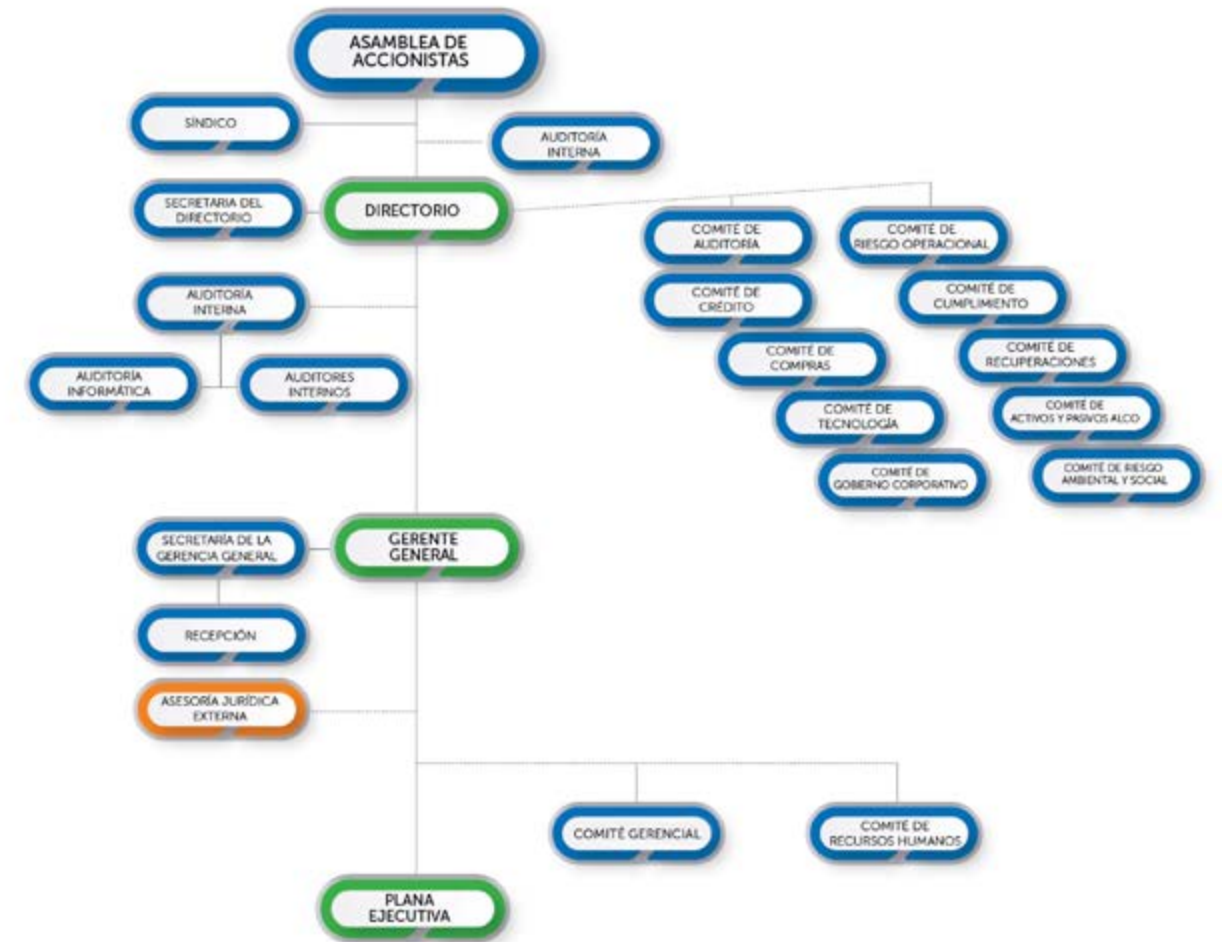 ASAMBLEA DE
ACCIONISTAS
SÍNDICO
AUDITORÍA
INTERNA
SECRETARIA DEL
DIRECTORIO
DIRECTORIO
COMITÉ DE
AUDITORÍA
COMITÉ DE
RIESGO OPERACIONAL
COMITÉ DE
CRÉDITO
COMITÉ DE
CUMPLIMIENTO
COMITÉ DE
COMPRAS
COMITÉ DE
RECUPERACIONES
COMITÉ DE
TECNOLOGÍA
COMITÉ DE
ACTIVOS Y PASIVOS ALCO
COMITÉ DE
GOBIERNO CORPORATIVO
COMITÉ DE RIESGO
AMBIENTAL Y SOCIAL
AUDITORÍA
INTERNA
AUDITORÍA
INFORMÁTICA
AUDITORES
INTERNOS
SECRETARÍA DE LA
GERENCIA GENERAL
GERENTE
GENERAL
RECEPCIÓN
ASESORÍA JURÍDICA
EXTERNA
COMITÉ GERENCIAL
COMITÉ DE
RECURSOS HUMANOS
PLANA
EJECUTIVA